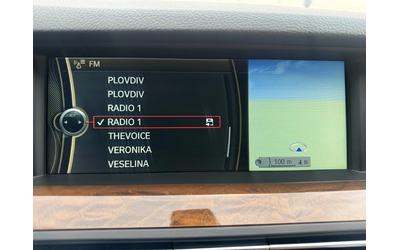 FM
PLOVDIV
PLOVDIV
RADIO 1
✓ RADIO 1
THEVOICE
VERONIKA
VESELINA
100 m